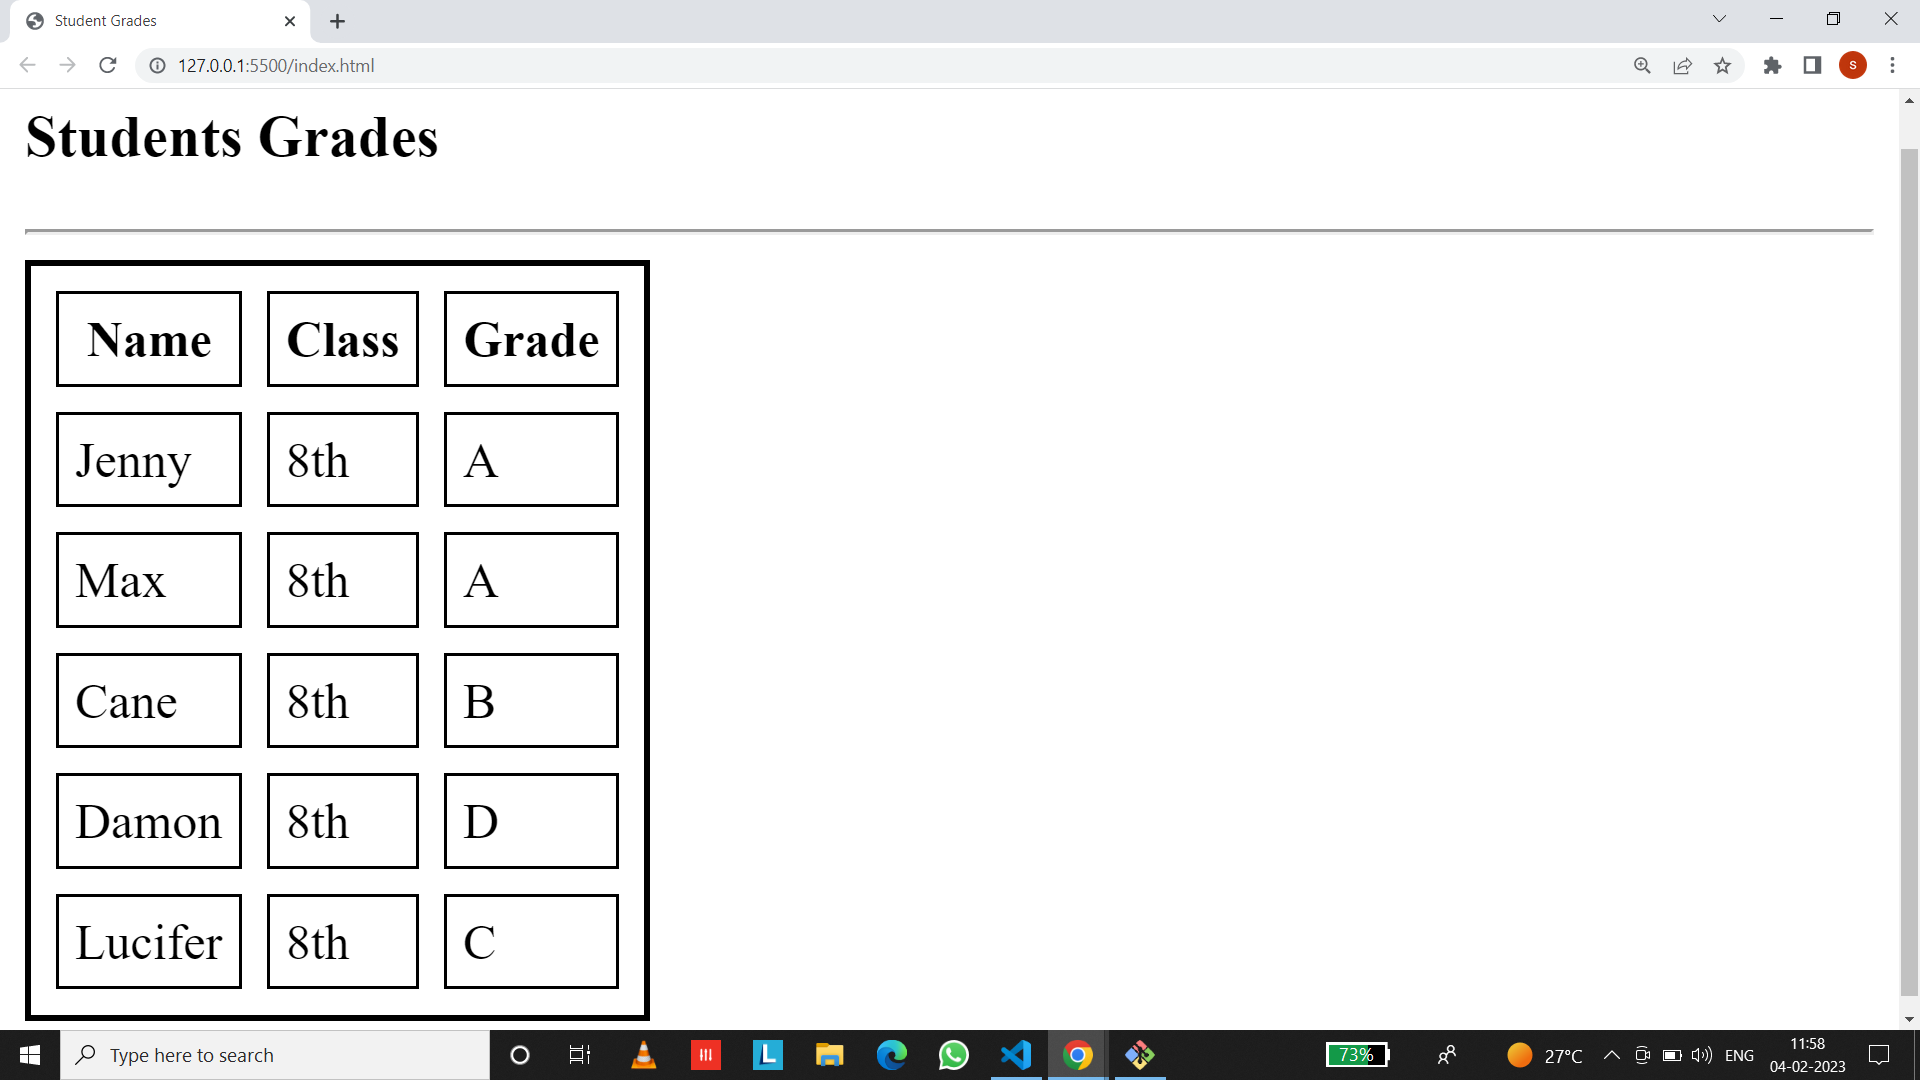 Student Grades
127.0.0.1:5500/index.html
S
Students Grades
Name Class Grade
Jenny 8th A
Max 8th A
Cane 8th B
Damon 8th D
Lucifer 8th C
Type here to search
L
73%
27°C
ENG
11:58
04-02-2023